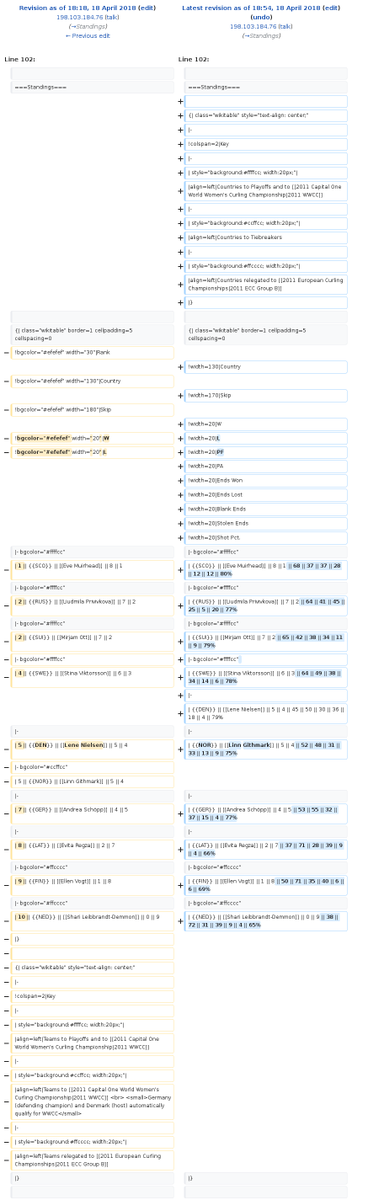 Revision as of 18:18, 18 April 2018 (edit)
198.103.184.76 (talk)
(→Standings)
← Previous edit
Latest revision as of 18:54, 18 April 2018 (edit)
(undo)
198.103.184.76 (talk)
(→Standings)
Line 102:
Line 102:
===Standings===
===Standings===
+
+ {| class="wikitable" style="text-align: center;"
+ |-
+ !colspan=2|Key
+ |-
+ | style="background:#ffffcc; width:20px;"|
+ |align=left|Countries to Playoffs and to [[2011 Capital One
World Women's Curling Championship|2011 WWCC]]
+ |-
+ | style="background:#ccffcc; width:20px;"|
+ |align=left|Countries to Tiebreakers
+ |-
+ | style="background:#ffcccc; width:20px;"|
+ |align=left|Countries relegated to [[2011 European Curling
Championships|2011 ECC Group B]]
+ |}
{| class="wikitable" border=1 cellpadding=5
cellspacing=0
{| class="wikitable" border=1 cellpadding=5
cellspacing=0
− !bgcolor="#efefef" width="30"|Rank
+ !width=130|Country
− !bgcolor="#efefef" width="130"|Country
+ !width=170|Skip
− !bgcolor="#efefef" width="180"|Skip
+ !width=20|W
− !bgcolor="#efefef" width="20"|W
+ !width=20|L
− !bgcolor="#efefef" width="20"|L
+ !width=20|PF
+ !width=20|PA
+ !width=20|Ends Won
+ !width=20|Ends Lost
+ !width=20|Blank Ends
+ !width=20|Stolen Ends
+ !width=20|Shot Pct.
|- bgcolor="#ffffcc"
|- bgcolor="#ffffcc"
− | 1 || {{SCO}} || [[Eve Muirhead]] || 8 || 1
+ | {{SCO}} || [[Eve Muirhead]] || 8 || 1 || 68 || 37 || 37 || 28
|| 12 || 12 || 80%
|- bgcolor="#ffffcc"
|- bgcolor="#ffffcc"
− | 2 || {{RUS}} || [[Liudmila Privivkova]] || 7 || 2
+ | {{RUS}} || [[Liudmila Privivkova]] || 7 || 2 || 64 || 41 || 45 ||
25 || 5 || 20 || 77%
|- bgcolor="#ffffcc"
|- bgcolor="#ffffcc"
− | 2 || {{SUI}} || [[Mirjam Ott]] || 7 || 2
+ | {{SUI}} || [[Mirjam Ott]] || 7 || 2 || 65 || 42 || 38 || 34 || 11
|| 9 || 79%
|- bgcolor="#ffffcc"
|- bgcolor="#ffffcc"
− | 4 || {{SWE}} || [[Stina Viktorsson]] || 6 || 3
+ | {{SWE}} || [[Stina Viktorsson]] || 6 || 3 || 64 || 49 || 38 ||
34 || 14 || 6 || 78%
+ |-
+ | {{DEN}} || [[Lene Nielsen]] || 5 || 4 || 45 || 50 || 30 || 36 ||
18 || 4 || 79%
|-
|-
− | 5 || {{DEN}} || [[Lene Nielsen]] || 5 || 4
+ | {{NOR}} || [[Linn Githmark]] || 5 || 4 || 52 || 48 || 31 ||
33 || 13 || 9 || 75%
− |- bgcolor="#ccffcc"
− | 5 || {{NOR}} || [[Linn Githmark]] || 5 || 4
|-
|-
− | 7 || {{GER}} || [[Andrea Schöpp]] || 4 || 5
+ | {{GER}} || [[Andrea Schöpp]] || 4 || 5 || 53 || 55 || 32 ||
37 || 15 || 4 || 77%
|-
|-
− | 8 || {{LAT}} || [[Evita Regža]] || 2 || 7
+ | {{LAT}} || [[Evita Regža]] || 2 || 7 || 37 || 71 || 28 || 39 || 9
|| 4 || 66%
|- bgcolor="#ffcccc"
|- bgcolor="#ffcccc"
− | 9 || {{FIN}} || [[Ellen Vogt]] || 1 || 8
+ | {{FIN}} || [[Ellen Vogt]] || 1 || 8 || 50 || 71 || 35 || 40 || 6
|| 6 || 69%
|- bgcolor="#ffcccc"
|- bgcolor="#ffcccc"
− | 10 || {{NED}} || [[Shari Leibbrandt-Demmon]] || 0 || 9
+ | {{NED}} || [[Shari Leibbrandt-Demmon]] || 0 || 9 || 38 ||
72 || 31 || 39 || 9 || 4 || 65%
− |}
−
− {| class="wikitable" style="text-align: center;"
− |-
− !colspan=2|Key
− |-
− | style="background:#ffffcc; width:20px;"|
− |align=left|Teams to Playoffs and to [[2011 Capital One
World Women's Curling Championship|2011 WWCC]]
− |-
− | style="background:#ccffcc; width:20px;"|
− |align=left|Teams to [[2011 Capital One World Women's
Curling Championship|2011 WWCC]] <br> <small>Germany
(defending champion) and Denmark (host) automatically
qualify for WWCC</small>
− |-
− | style="background:#ffcccc; width:20px;"|
− |align=left|Teams relegated to [[2011 European Curling
Championships|2011 ECC Group B]]
|}
|}